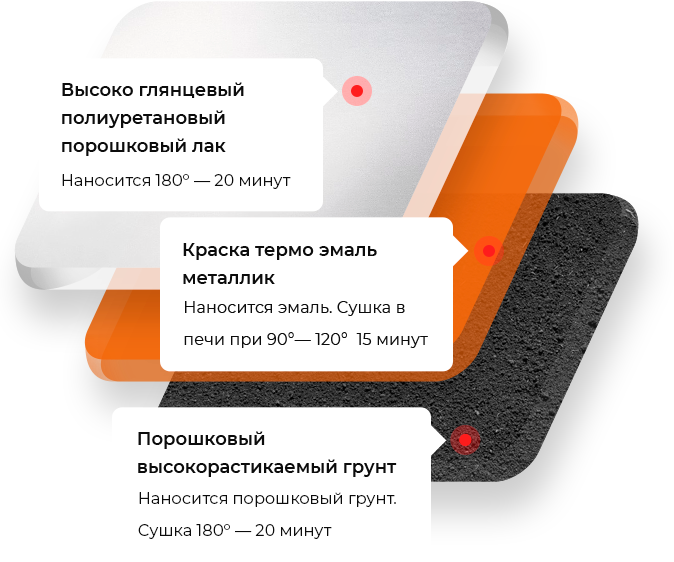 Высоко глянцевый
полиуретановый
порошковый лак
Наносится 180° — 20 минут
Краска термо эмаль
металлик
Наносится эмаль. Сушка в
печи при 90°— 120° 15 минут
Порошковый
высокорастикаемый грунт
Наносится порошковый грунт.
Сушка 180° — 20 минут